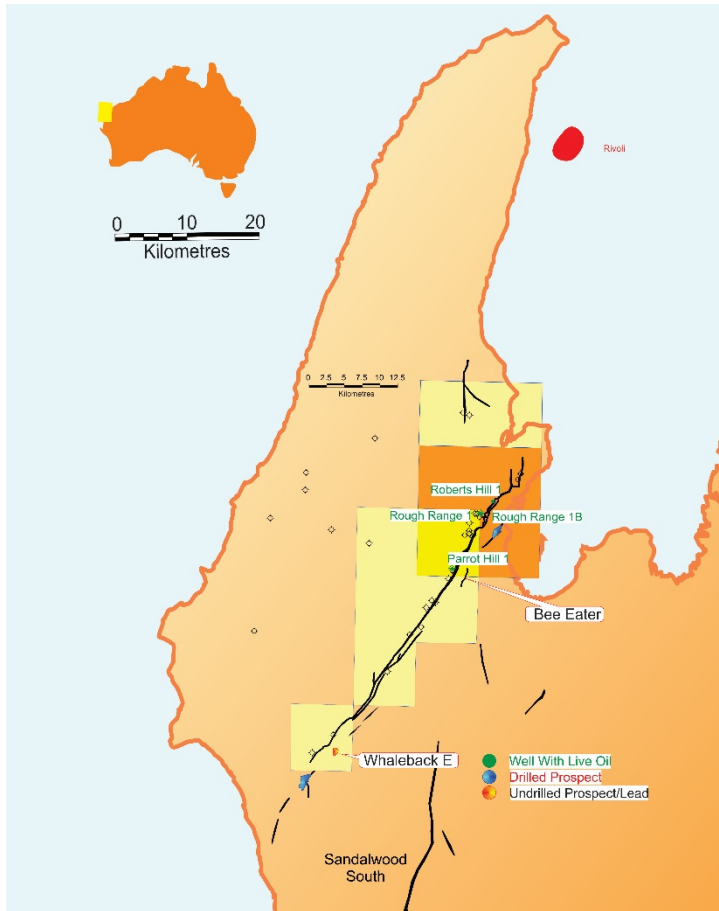 Rivoli
0 10 20
Kilometres
0 2.5 5 7.5 10 12.5
Kilometres
Roberts Hill 1
Rough Range 1
Rough Range 1B
Parrot Hill 1
Bee Eater
Whaleback E
Well With Live Oil
Drilled Prospect
Undrilled Prospect/Lead
Sandalwood
South